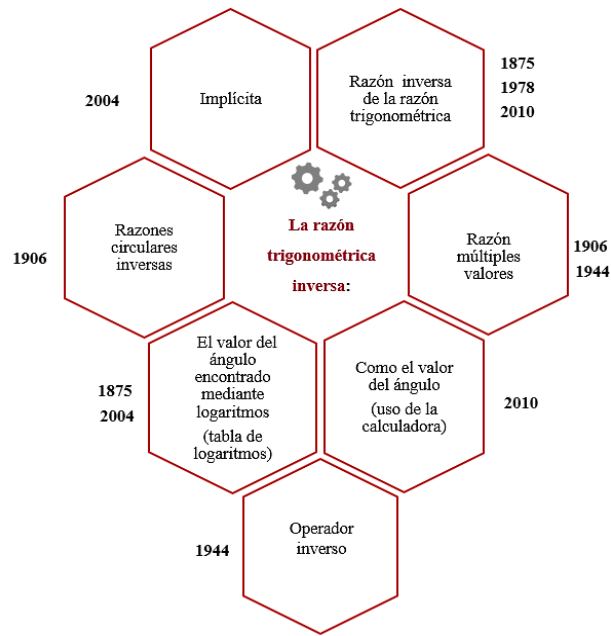 2004
Implícita
Razón inversa
de la razón
trigonométrica
1875
1978
2010
1906
Razones
circulares
inversas
La razón
trigonométrica
inversa:
Razón
múltiples
valores
1906
1944
1875
2004
El valor del
ángulo
encontrado
mediante
logaritmos
(tabla de
logaritmos)
Como el valor
del ángulo
(uso de la
calculadora)
2010
1944
Operador
inverso